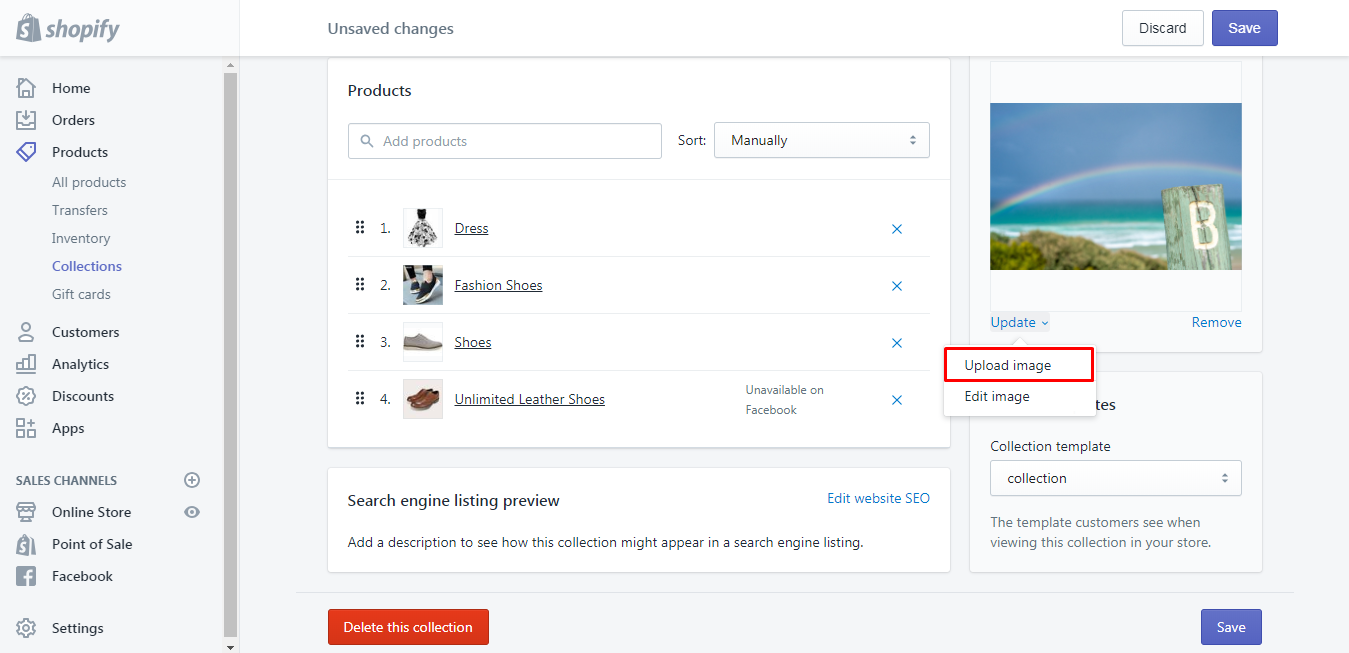 shopify
Unsaved changes
Discard
Save
Home
Orders
Products
All products
Transfers
Inventory
Collections
Gift cards
Customers
Analytics
Discounts
Apps
SALES CHANNELS
Online Store
Point of Sale
Facebook
Settings
Products
Add products
Sort:
Manually
1.
Dress
2.
Fashion Shoes
3.
Shoes
4.
Unlimited Leather Shoes
Unavailable on
Facebook
Search engine listing preview
Edit website SEO
Add a description to see how this collection might appear in a search engine listing.
Delete this collection
B
Update
Remove
Upload image
Edit image
tes
Collection template
collection
The template customers see when
viewing this collection in your store.
Save